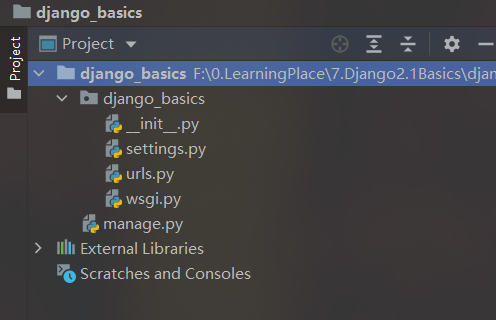 django_basics
Project
Project
django_basics F:\0.LearningPlace\7.Django2.1Basics\djan
django_basics
__init__.py
settings.py
urls.py
wsgi.py
manage.py
External Libraries
Scratches and Consoles